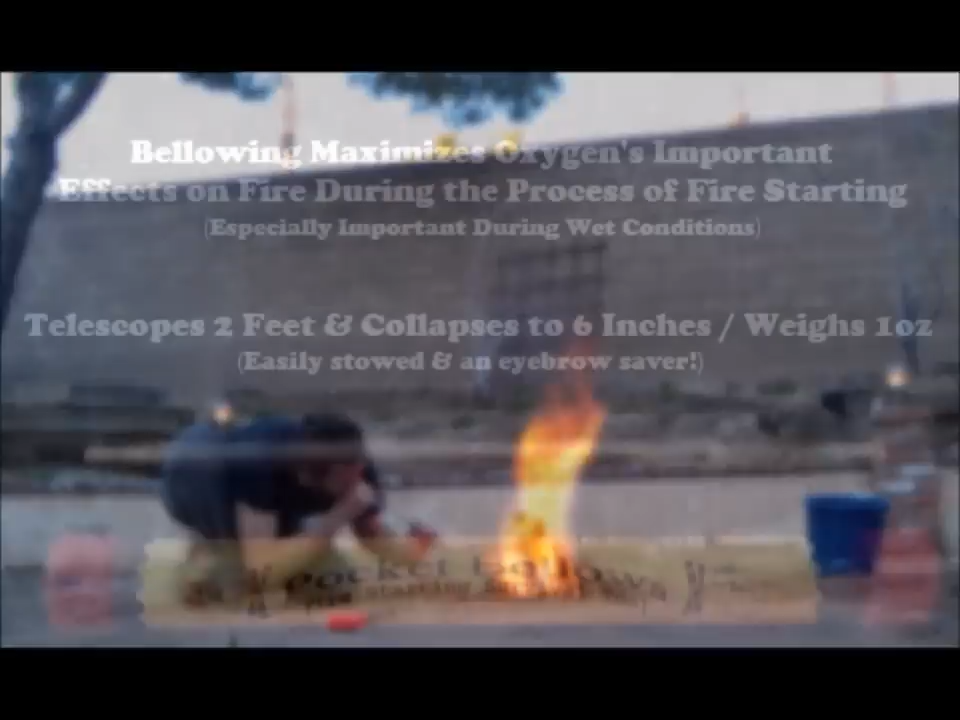 Bellowing Maximizes Oxygen's Important
Effects on Fire During the Process of Fire Starting
(Especially Important During Wet Conditions)
Telescopes 2 Feet & Collapses to 6 Inches / Weighs 1oz
(Easily stowed & an eyebrow saver!)
Pocket Bellows